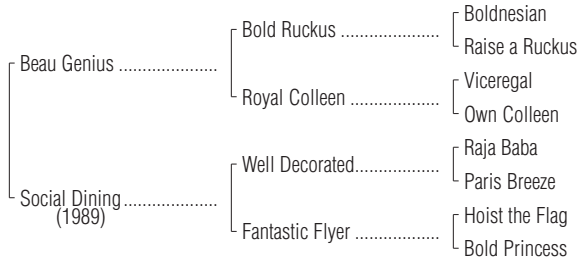 Boldnesian
Bold Ruckus ....................
Raise a Ruckus
Beau Genius ....................
Viceregal
Royal Colleen ..................
Own Colleen
Raja Baba
Well Decorated.................
Paris Breeze
Social Dining...................
(1989)
Hoist the Flag
Fantastic Flyer .................
Bold Princess